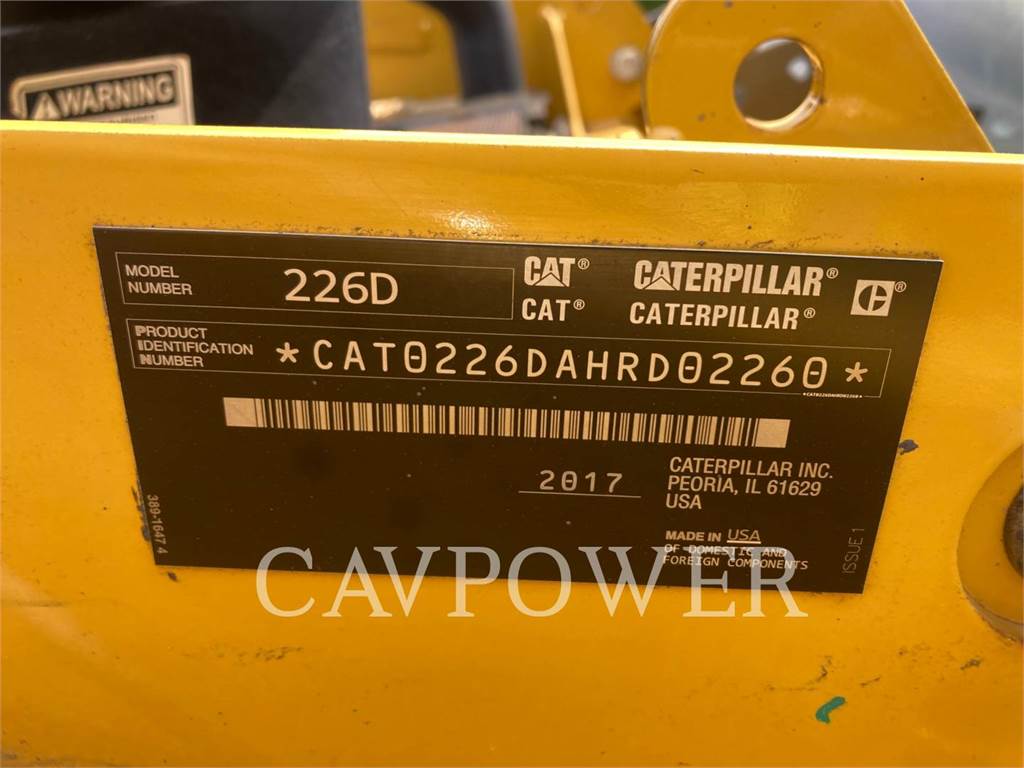 WARNING
MODEL
NUMBER
226D
CAT®
CAT®
CATERPILLAR®
CATERPILLAR®
PRODUCT
IDENTIFICATION
NUMBER
*CAT0226DAHRD02260*
*CAT0226DAHRD02260*
2017
CATERPILLAR INC.
PEORIA, IL 61629
USA
MADE IN USA
OF DOMESTIC AND
FOREIGN COMPONENTS
389-1647 4
ISSUE 1
CAVPOWER